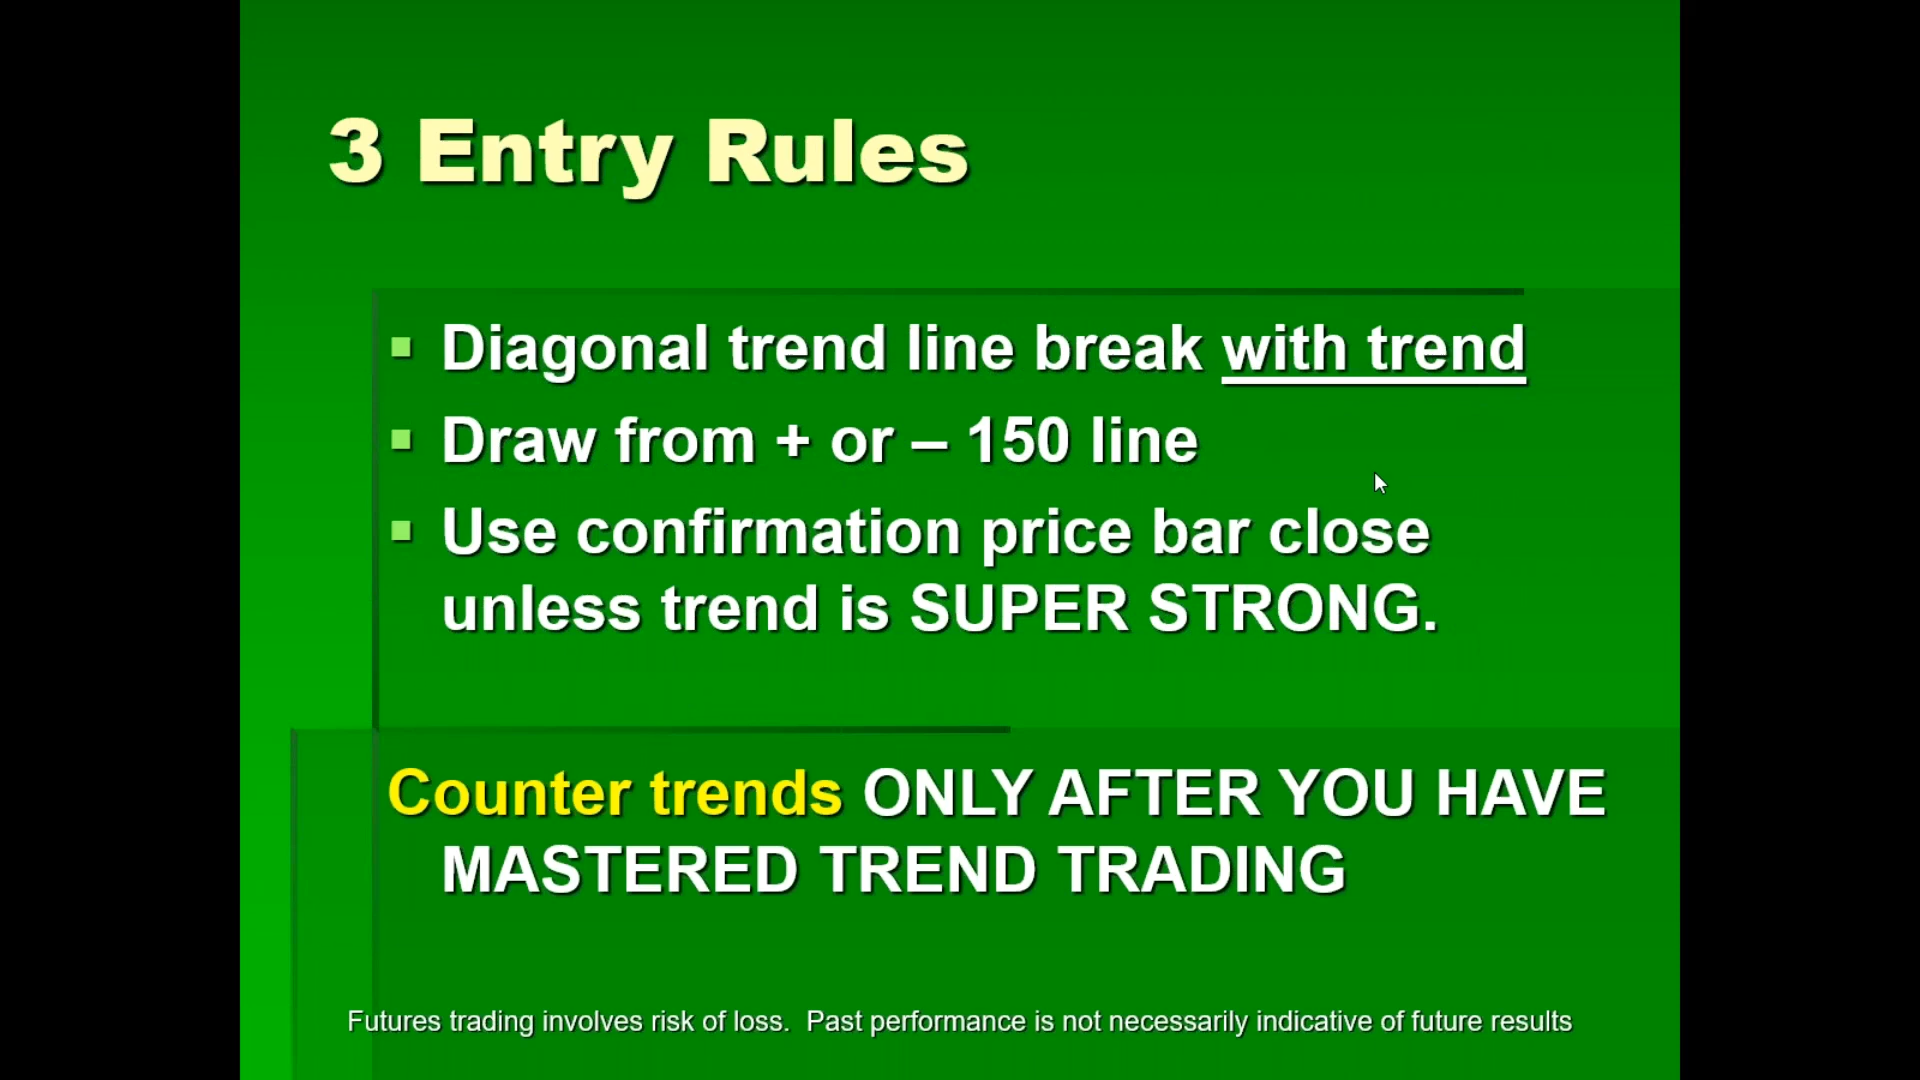 3 Entry Rules
▪ Diagonal trend line break with trend
▪ Draw from + or – 150 line
▪ Use confirmation price bar close
unless trend is SUPER STRONG.
Counter trends ONLY AFTER YOU HAVE
MASTERED TREND TRADING
Futures trading involves risk of loss.  Past performance is not necessarily indicative of future results